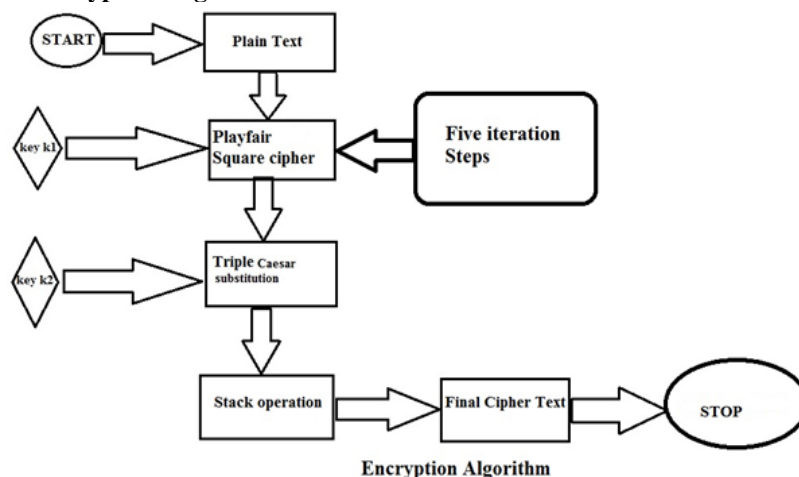 START
Plain Text
key k1
Playfair
Square cipher
Five iteration
Steps
key k2
Triple Caesar
substitution
Stack operation
Final Cipher Text
STOP
Encryption Algorithm